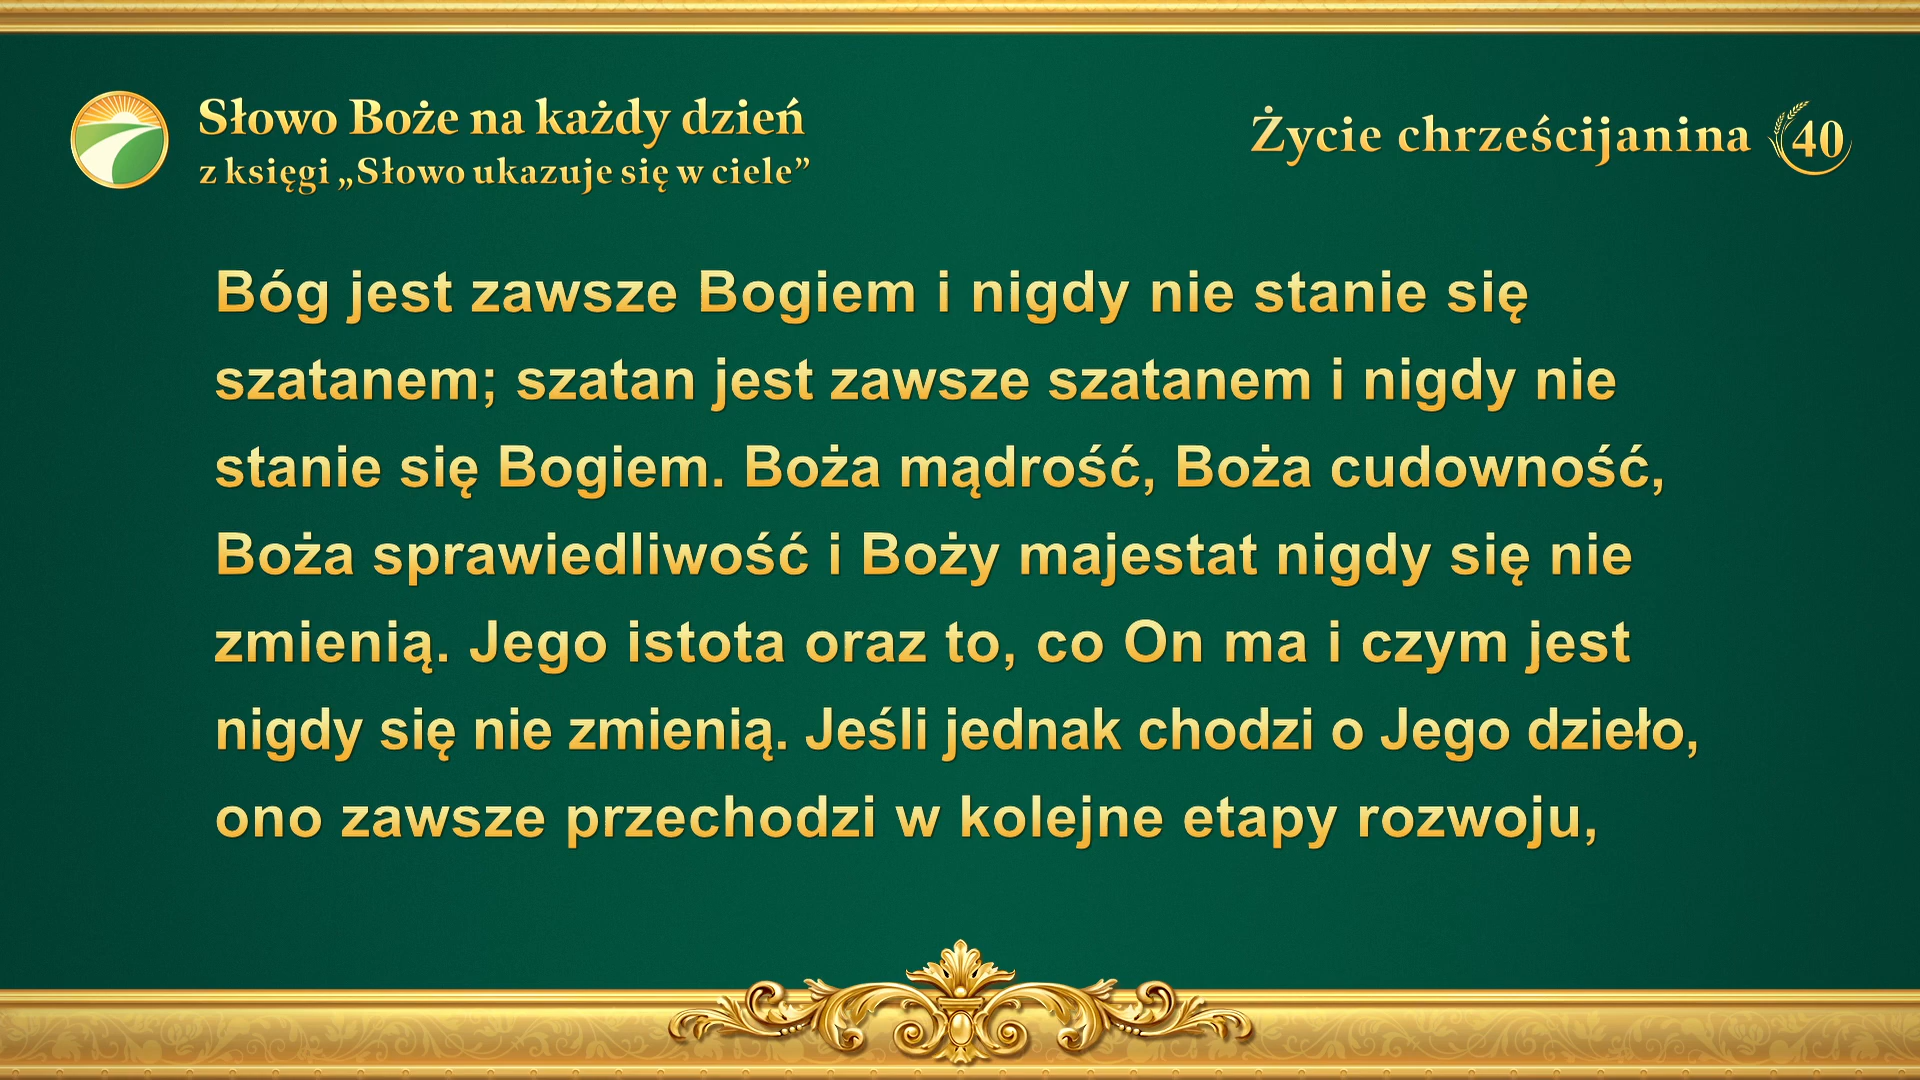 Słowo Boże na każdy dzień
z księgi „Słowo ukazuje się w ciele”
Życie chrześcijanina 40
Bóg jest zawsze Bogiem i nigdy nie stanie się
szatanem; szatan jest zawsze szatanem i nigdy nie
stanie się Bogiem. Boża mądrość, Boża cudowność,
Boża sprawiedliwość i Boży majestat nigdy się nie
zmienią. Jego istota oraz to, co On ma i czym jest
nigdy się nie zmienią. Jeśli jednak chodzi o Jego dzieło,
ono zawsze przechodzi w kolejne etapy rozwoju,